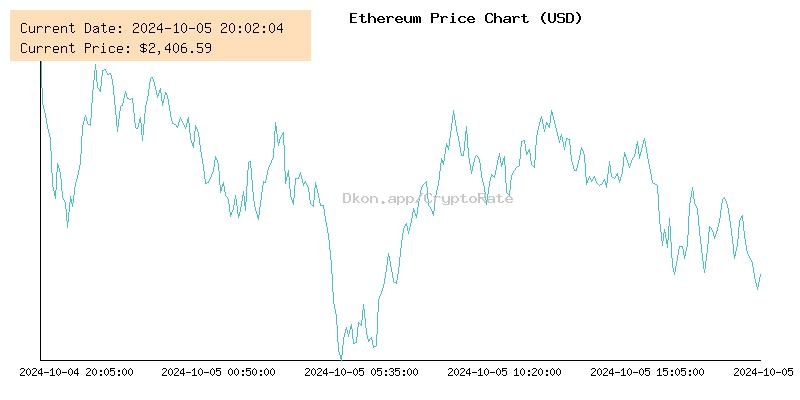 Ethereum Price Chart (USD)
Current Date: 2024-10-05 20:02:04
Current Price: $2,406.59
Dkon.app/CryptoRate
2024-10-04 20:05:00 2024-10-05 00:50:00 2024-10-05 05:35:00 2024-10-05 10:20:00 2024-10-05 15:05:00 2024-10-05